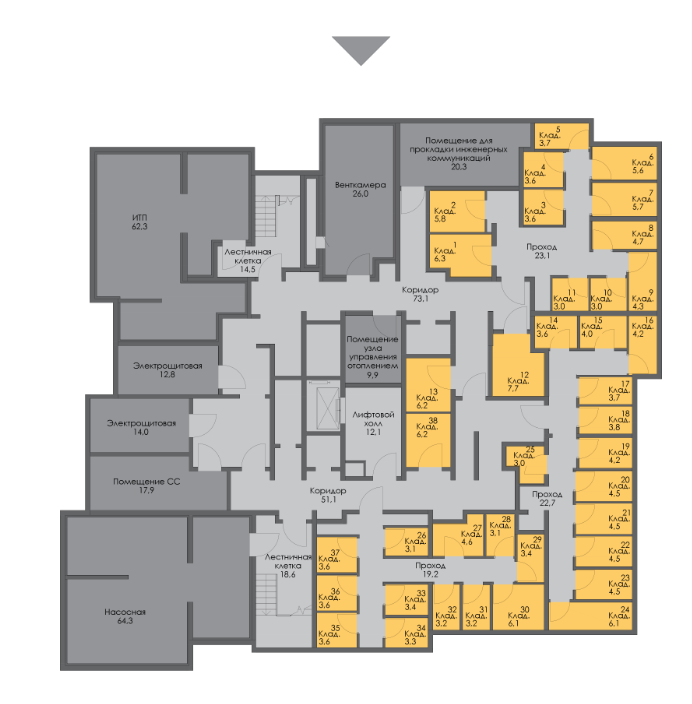 5
Клад.
3,7
Помещение для
прокладки инженерных
коммуникаций
20,3
4
Клад.
3,6
6
Клад.
5,6
Венткамера
26,0
7
Клад.
5,7
2
Клад.
5,8
3
Клад.
3,6
ИТП
62,3
8
Клад.
4,7
1
Клад.
6,3
Проход
23,1
Лестничная
клетка
14,5
Коридор
73,1
11
Клад.
3,0
10
Клад.
3,0
9
Клад.
4,3
14
Клад.
3,6
15
Клад.
4,0
16
Клад.
4,2
Помещение
узла
управления
отоплением
9,9
Электрощитовая
12,8
12
Клад.
7,7
17
Клад.
3,7
13
Клад.
6,2
18
Клад.
3,8
Электрощитовая
14,0
Лифтовой
холл
12,1
38
Клад.
6,2
19
Клад.
4,2
25
Клад.
3,0
Помещение СС
17,9
20
Клад.
4,5
Коридор
51,1
Проход
22,7
21
Клад.
4,5
27
Клад.
4,6
28
Клад.
3,1
26
Клад.
3,1
29
Клад.
3,4
22
Клад.
4,5
Лестничная
клетка
18,6
37
Клад.
3,6
Проход
19,2
23
Клад.
4,5
36
Клад.
3,6
33
Клад.
3,4
32
Клад.
3,2
31
Клад.
3,2
30
Клад.
6,1
24
Клад.
6,1
Насосная
64,3
35
Клад.
3,6
34
Клад.
3,3